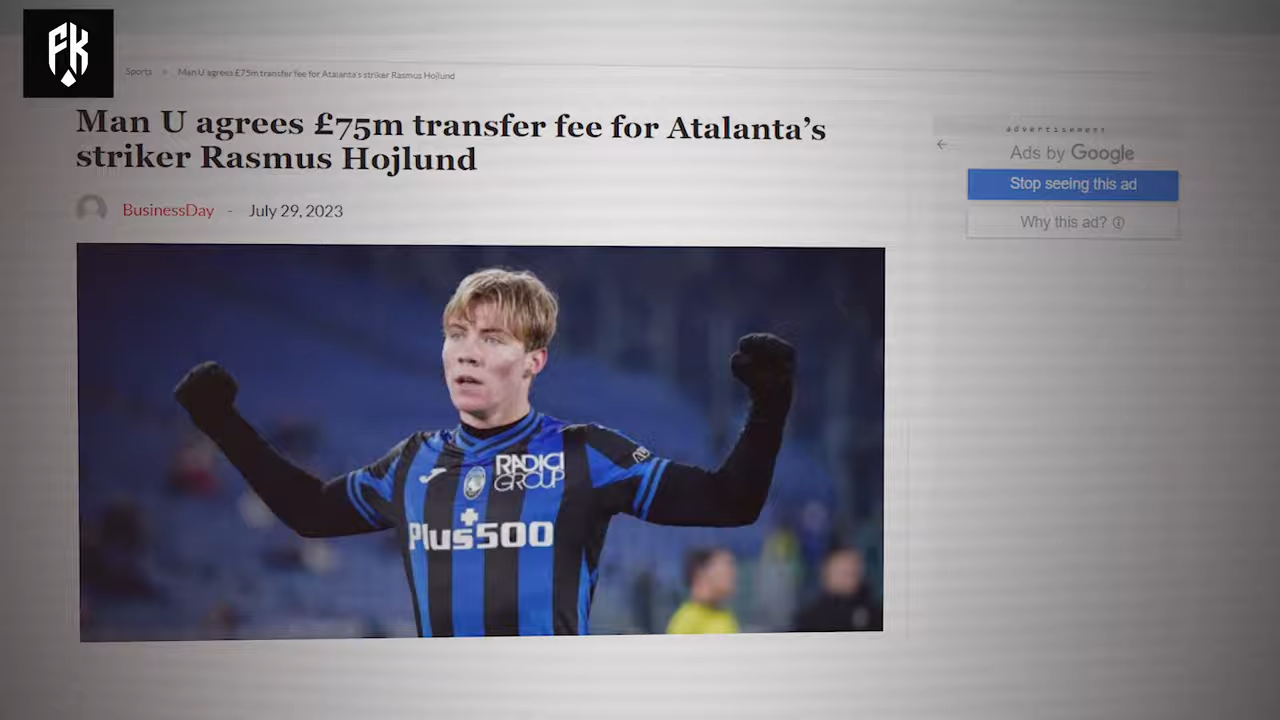 FK
Sports » Man U agrees £75m transfer fee for Atalanta's striker Rasmus Hojlund
Man U agrees £75m transfer fee for Atalanta’s
striker Rasmus Hojlund
BusinessDay - July 29, 2023
advertisement
Ads by Google
Stop seeing this ad
Why this ad?
RADICI
GROUP
Plus500